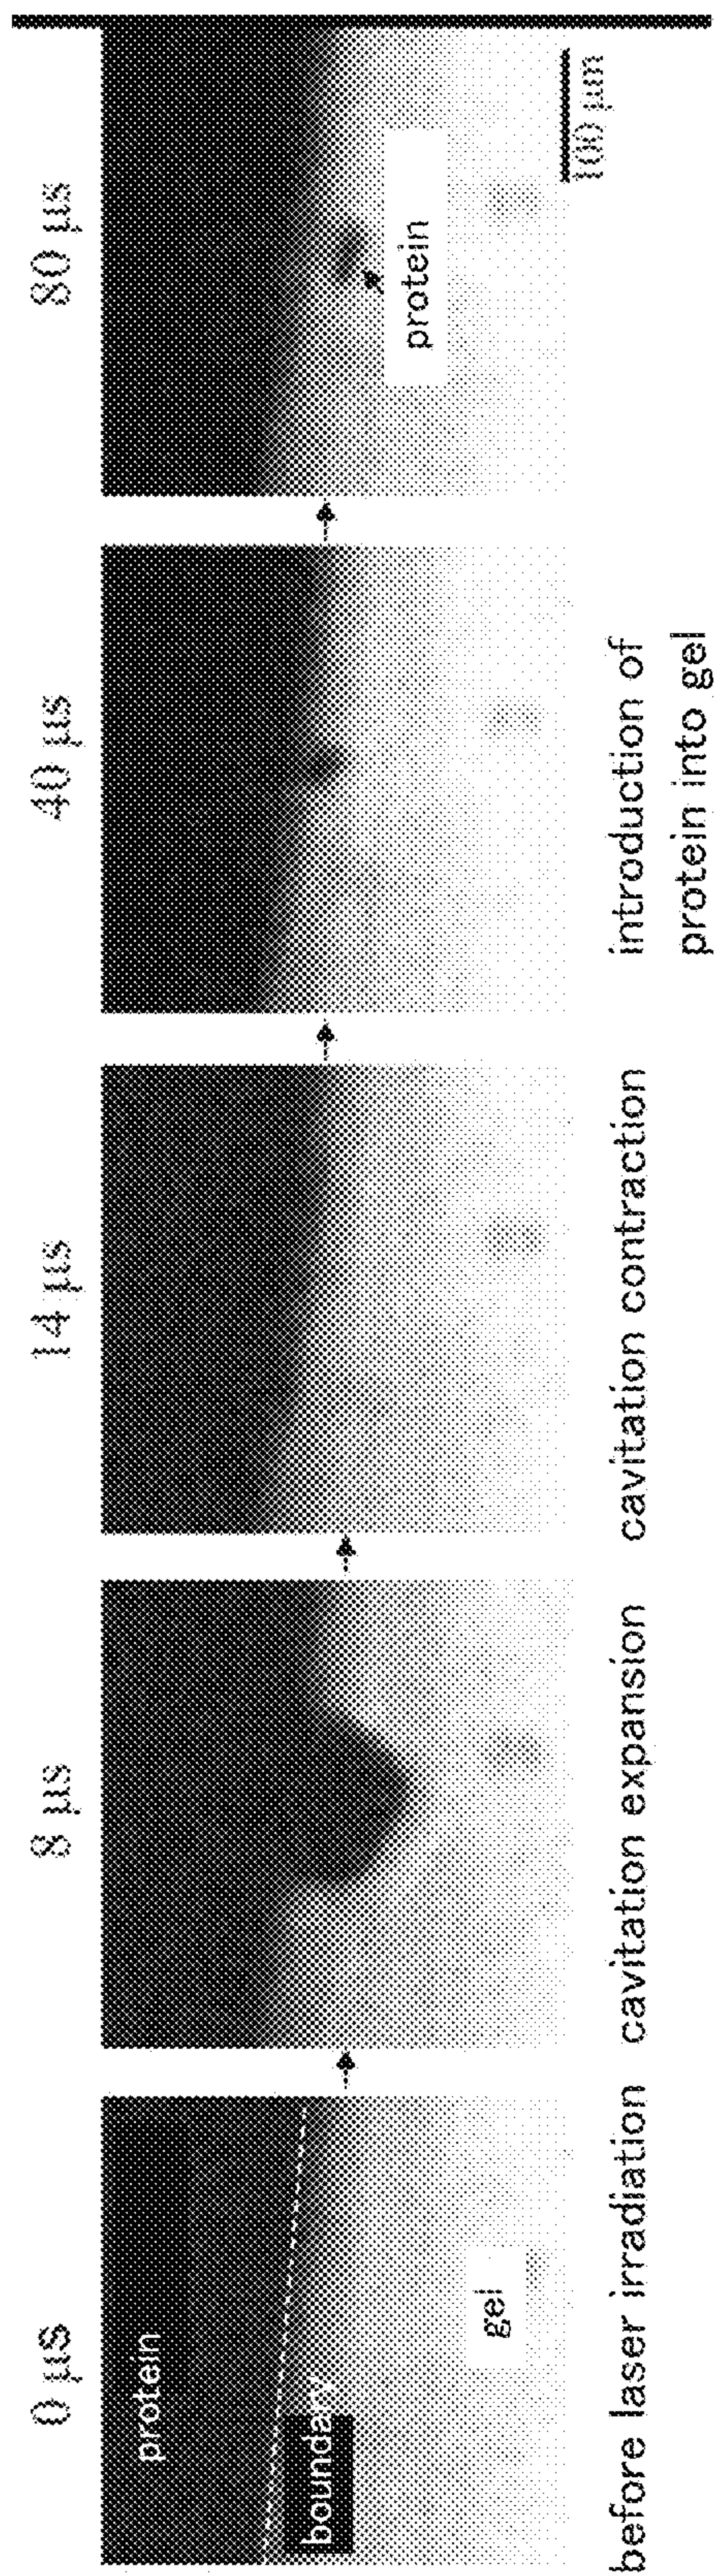 0 µs
8 µs
14 µs
40 µs
80 µs
protein
boundary
gel
protein
100 µm
before laser irradiation
cavitation expansion
cavitation contraction
introduction of
protein into gel